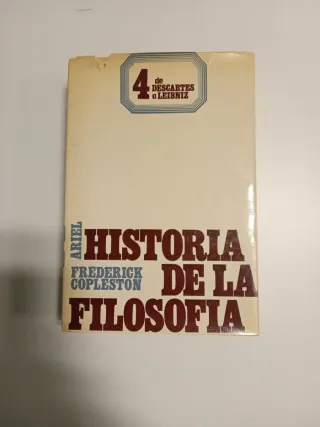 4 de
DESCARTES
a LEIBNIZ
ARIEL
HISTORIA
FREDERICK
COPLESTON
DE LA
FILOSOFIA